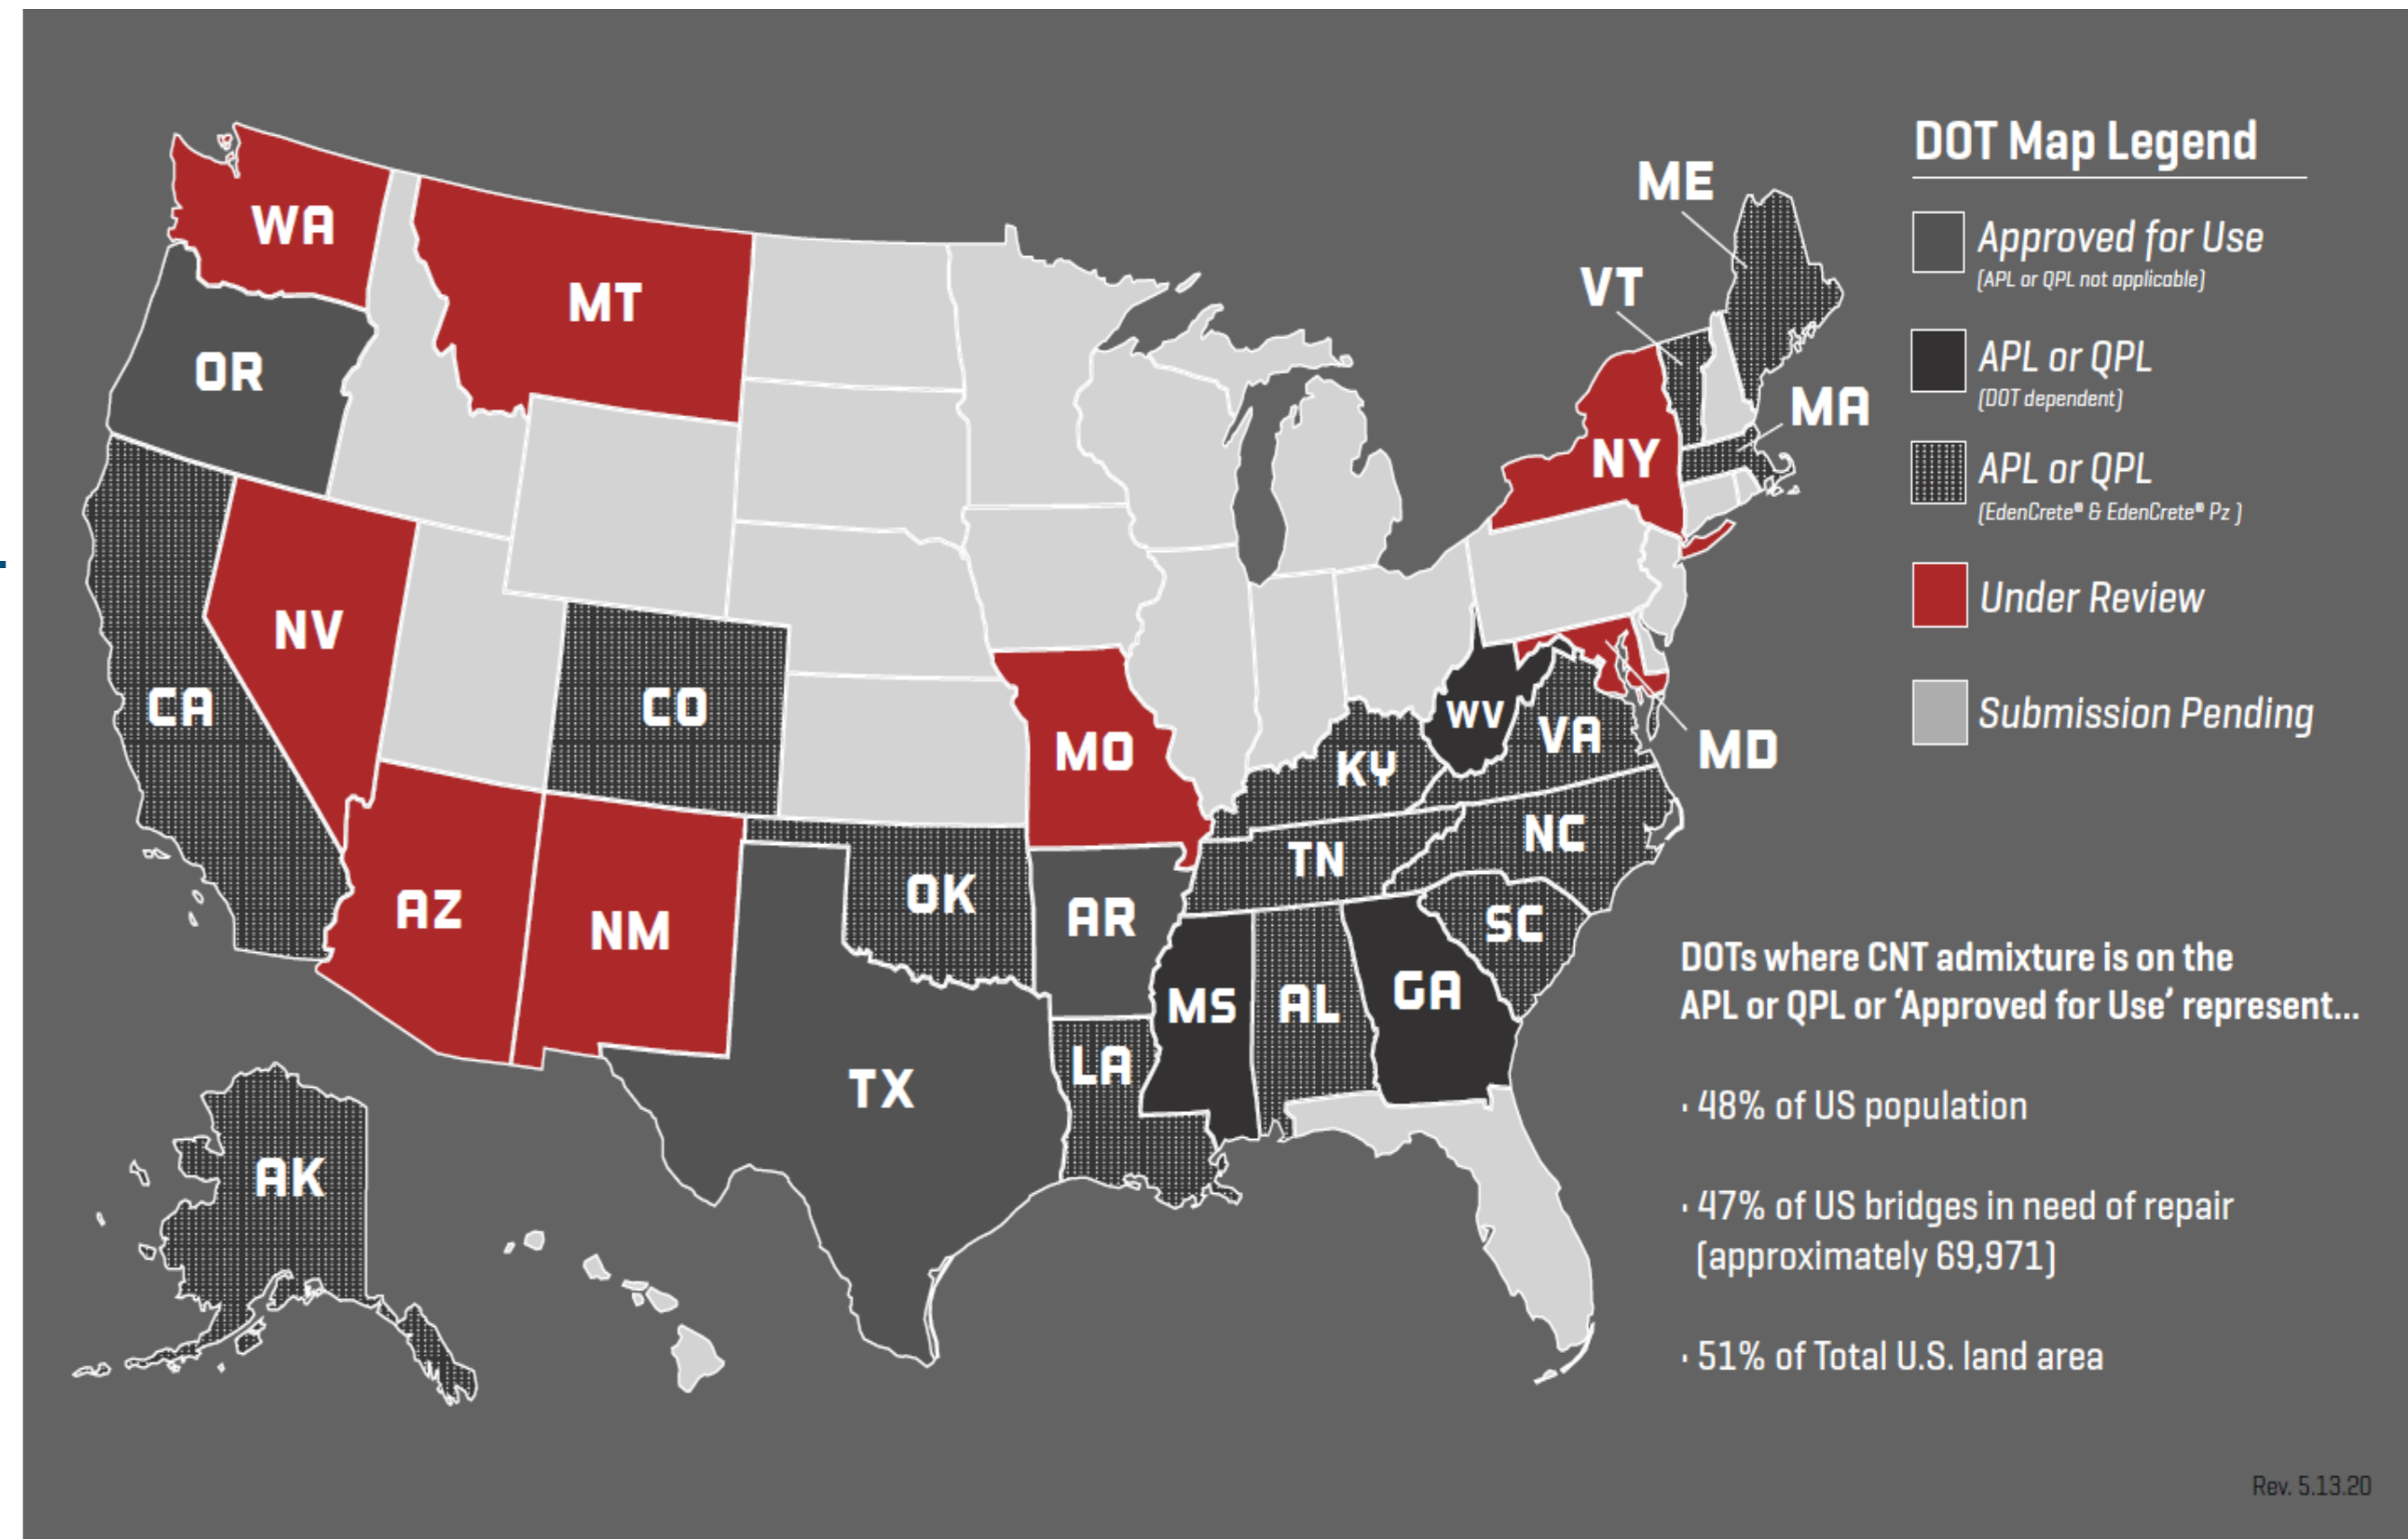 DOT Map Legend
Approved for Use
(APL or QPL not applicable)
APL or QPL
(DOT dependent)
APL or QPL
(EdenCrete® & EdenCrete® Pz )
Under Review
Submission Pending
ME
VT
MA
WA
MT
OR
NY
NV
CA
CO
MO
WV
VA
MD
KY
NC
TN
OK
AR
SC
AZ
NM
MS
AL
GA
LA
TX
AK
DOTs where CNT admixture is on the
APL or QPL or ‘Approved for Use’ represent...
· 48% of US population
· 47% of US bridges in need of repair
(approximately 69,971)
· 51% of Total U.S. land area
Rev. 5.13.20